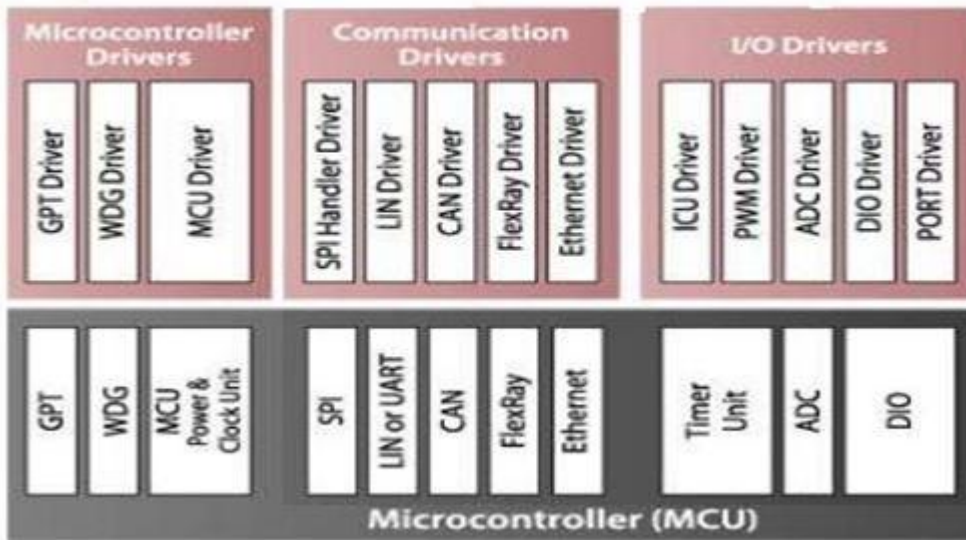 Microcontroller
Drivers
GPT Driver
WDG Driver
MCU Driver
Communication
Drivers
SPI Handler Driver
LIN Driver
CAN Driver
FlexRay Driver
Ethernet Driver
I/O Drivers
ICU Driver
PWM Driver
ADC Driver
DIO Driver
PORT Driver
GPT
WDG
MCU
Power &
Clock Unit
SPI
LIN or UART
CAN
FlexRay
Ethernet
Timer
Unit
ADC
DIO
Microcontroller (MCU)